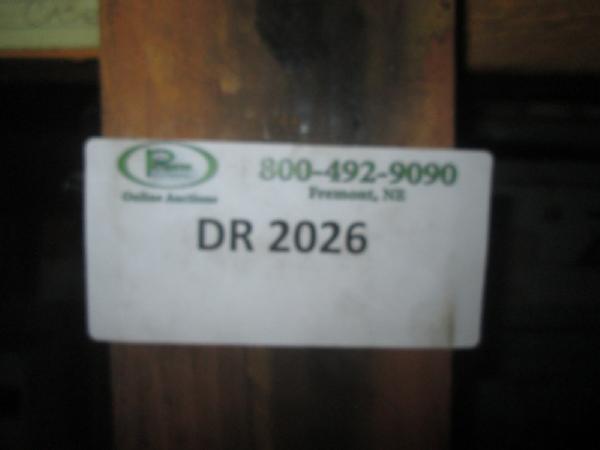 800-492-9090
Fremont, NE
Online Auctions
DR 2026